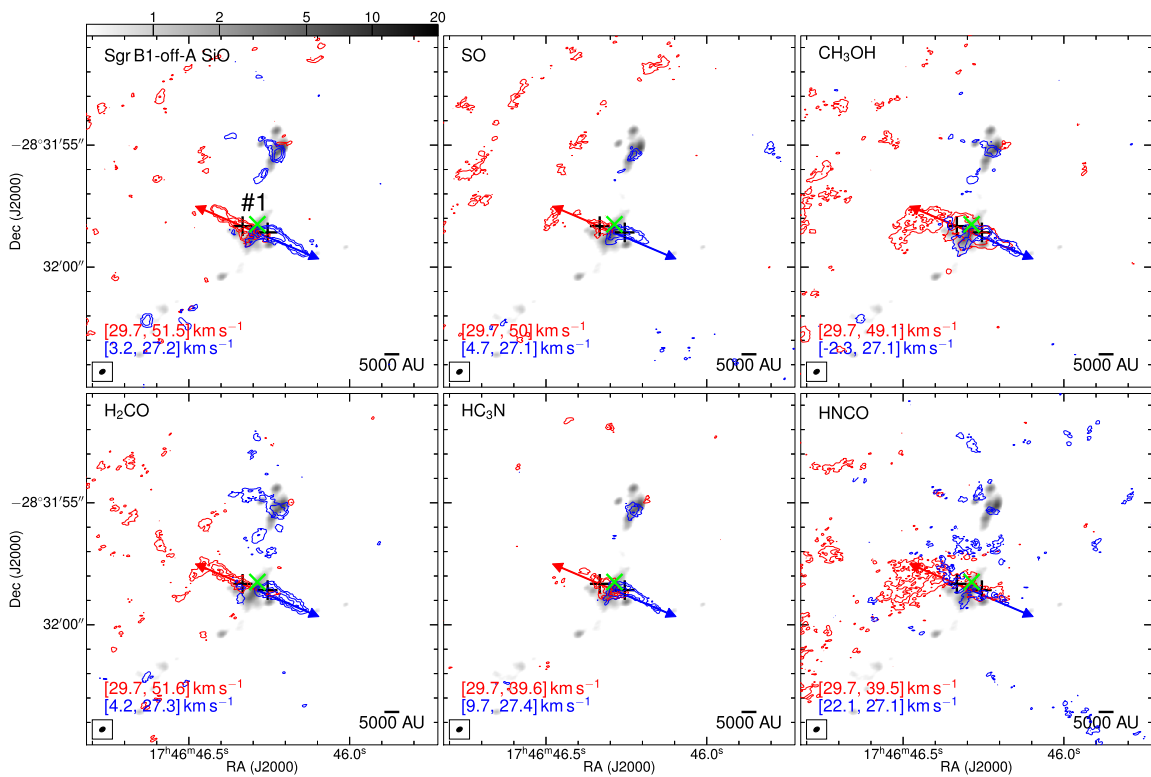 1 2 5 10 20
Sgr B1-off-A SiO
SO
CH₃OH
−28°31′55″
Dec (J2000)
#1
32′00″
[29.7, 51.5] km s⁻¹
[3.2, 27.2] km s⁻¹
5000 AU
[29.7, 50] km s⁻¹
[4.7, 27.1] km s⁻¹
5000 AU
[29.7, 49.1] km s⁻¹
[-2.3, 27.1] km s⁻¹
5000 AU
H₂CO
HC₃N
HNCO
−28°31′55″
Dec (J2000)
32′00″
[29.7, 51.6] km s⁻¹
[4.2, 27.3] km s⁻¹
5000 AU
[29.7, 39.6] km s⁻¹
[9.7, 27.4] km s⁻¹
5000 AU
[29.7, 39.5] km s⁻¹
[22.1, 27.1] km s⁻¹
5000 AU
17ʰ46ᵐ46.5ˢ 46.0ˢ
17ʰ46ᵐ46.5ˢ 46.0ˢ
17ʰ46ᵐ46.5ˢ 46.0ˢ
RA (J2000)
RA (J2000)
RA (J2000)